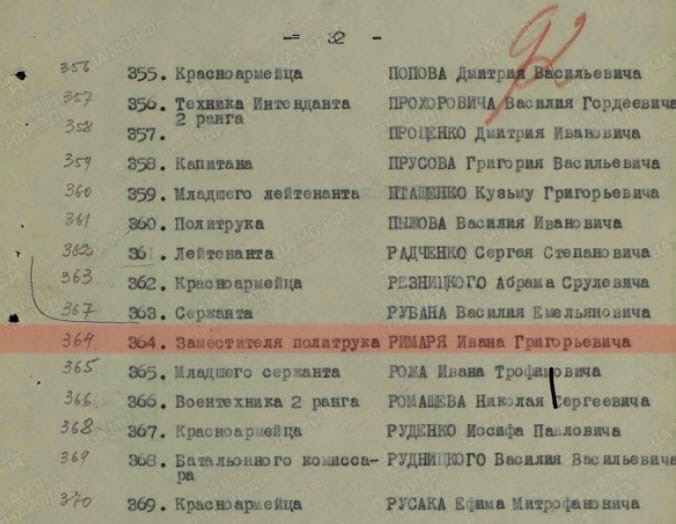 -= 32 -
92
356 355. Красноармейца ПОПОВА Дмитрия Васильевича
357 356. Техника Интенданта ПРОХОРОВИЧА Василия Гордеевича
2 ранга
358 357. ПРОЦЕНКО Дмитрия Ивановича
359 358. Капитана ПРУСОВА Григория Васильевича
360 359. Младшего лейтенанта ПТАШЕНКО Кузьму Григорьевича
361 360. Политрука ПЫЖОВА Василия Ивановича
362 361. Лейтенанта РАДЧЕНКО Сергея Степановича
363 362. Красноармейца РЕЗНИЦКОГО Абрама Срулевича
367 363. Сержанта РУБАНА Василия Емельяновича
364 364. Заместителя политрука РИМАРЯ Ивана Григорьевича
365 365. Младшего сержанта РОЖА Ивана Трофимовича
366 366. Воентехника 2 ранга РОМАЩЕВА Николая Сергеевича
368 367. Красноармейца РУДЕНКО Иосифа Павловича
369 368. Батальонного комисса- РУДНИЦКОГО Василия Васильевича
ра
370 369. Красноармейца РУСАКА Ефима Митрофановича